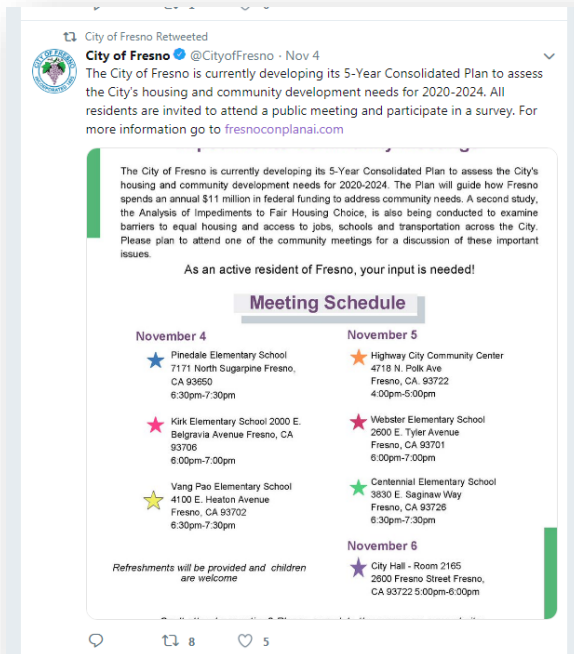 City of Fresno Retweeted
City of Fresno @CityofFresno · Nov 4
The City of Fresno is currently developing its 5-Year Consolidated Plan to assess
the City's housing and community development needs for 2020-2024. All
residents are invited to attend a public meeting and participate in a survey. For
more information go to fresnoconplanai.com
The City of Fresno is currently developing its 5-Year Consolidated Plan to assess the City's
housing and community development needs for 2020-2024. The Plan will guide how Fresno
spends an annual $11 million in federal funding to address community needs. A second study,
the Analysis of Impediments to Fair Housing Choice, is also being conducted to examine
barriers to equal housing and access to jobs, schools and transportation across the City.
Please plan to attend one of the community meetings for a discussion of these important
issues.
As an active resident of Fresno, your input is needed!
Meeting Schedule
November 4
Pinedale Elementary School
7171 North Sugarpine Fresno,
CA 93650
6:30pm-7:30pm
Kirk Elementary School 2000 E.
Belgravia Avenue Fresno, CA
93706
6:00pm-7:00pm
Vang Pao Elementary School
4100 E. Heaton Avenue
Fresno, CA 93702
6:30pm-7:30pm
Refreshments will be provided and children
are welcome
November 5
Highway City Community Center
4718 N. Polk Ave
Fresno, CA. 93722
4:00pm-5:00pm
Webster Elementary School
2600 E. Tyler Avenue
Fresno, CA 93701
6:00pm-7:00pm
Centennial Elementary School
3830 E. Saginaw Way
Fresno, CA 93726
6:30pm-7:30pm
November 6
City Hall - Room 2165
2600 Fresno Street Fresno,
CA 93722 5:00pm-6:00pm
8 5